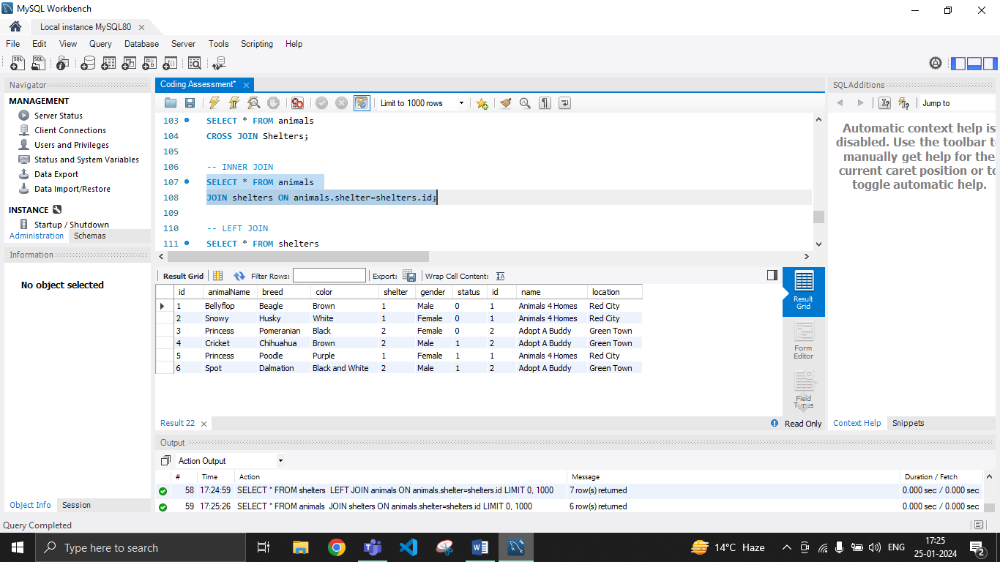 MySQL Workbench
Local instance MySQL80
File Edit View Query Database Server Tools Scripting Help
Navigator
MANAGEMENT
Server Status
Client Connections
Users and Privileges
Status and System Variables
Data Export
Data Import/Restore
INSTANCE
Startup / Shutdown
Administration Schemas
Information
No object selected
Object Info Session
Query Completed
Coding Assessment*
Limit to 1000 rows
103 SELECT * FROM animals
104 CROSS JOIN Shelters;
105
106 -- INNER JOIN
107 SELECT * FROM animals
108 JOIN shelters ON animals.shelter=shelters.id;
109
110 -- LEFT JOIN
111 SELECT * FROM shelters
Result Grid Filter Rows: Export: Wrap Cell Content:
id animalName breed color shelter gender status id name location
1 Bellyflop Beagle Brown 1 Male 0 1 Animals 4 Homes Red City
2 Snowy Husky White 1 Female 0 1 Animals 4 Homes Red City
3 Princess Pomeranian Black 2 Female 0 2 Adopt A Buddy Green Town
4 Cricket Chihuahua Brown 2 Male 1 2 Adopt A Buddy Green Town
5 Princess Poodle Purple 1 Female 1 1 Animals 4 Homes Red City
6 Spot Dalmation Black and White 2 Male 1 2 Adopt A Buddy Green Town
Result
Grid
Form
Editor
Field
Types
Result 22
Read Only
SQLAdditions
Jump to
Automatic context help is
disabled. Use the toolbar t
manually get help for the
current caret position or to
toggle automatic help.
Context Help Snippets
Output
Action Output
# Time Action Message Duration / Fetch
58 17:24:59 SELECT * FROM shelters LEFT JOIN animals ON animals.shelter=shelters.id LIMIT 0, 1000 7 row(s) returned 0.000 sec / 0.000 sec
59 17:25:26 SELECT * FROM animals JOIN shelters ON animals.shelter=shelters.id LIMIT 0, 1000 6 row(s) returned 0.000 sec / 0.000 sec
Type here to search
14°C Haze
ENG
17:25
25-01-2024
2